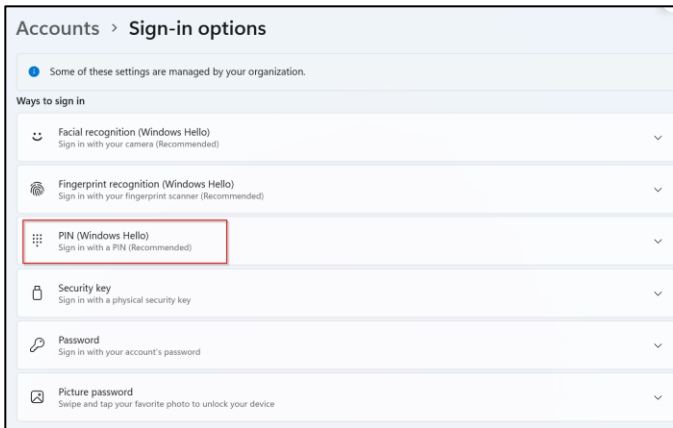 Accounts > Sign-in options
Some of these settings are managed by your organization.
Ways to sign in
Facial recognition (Windows Hello)
Sign in with your camera (Recommended)
Fingerprint recognition (Windows Hello)
Sign in with your fingerprint scanner (Recommended)
PIN (Windows Hello)
Sign in with a PIN (Recommended)
Security key
Sign in with a physical security key
Password
Sign in with your account's password
Picture password
Swipe and tap your favorite photo to unlock your device